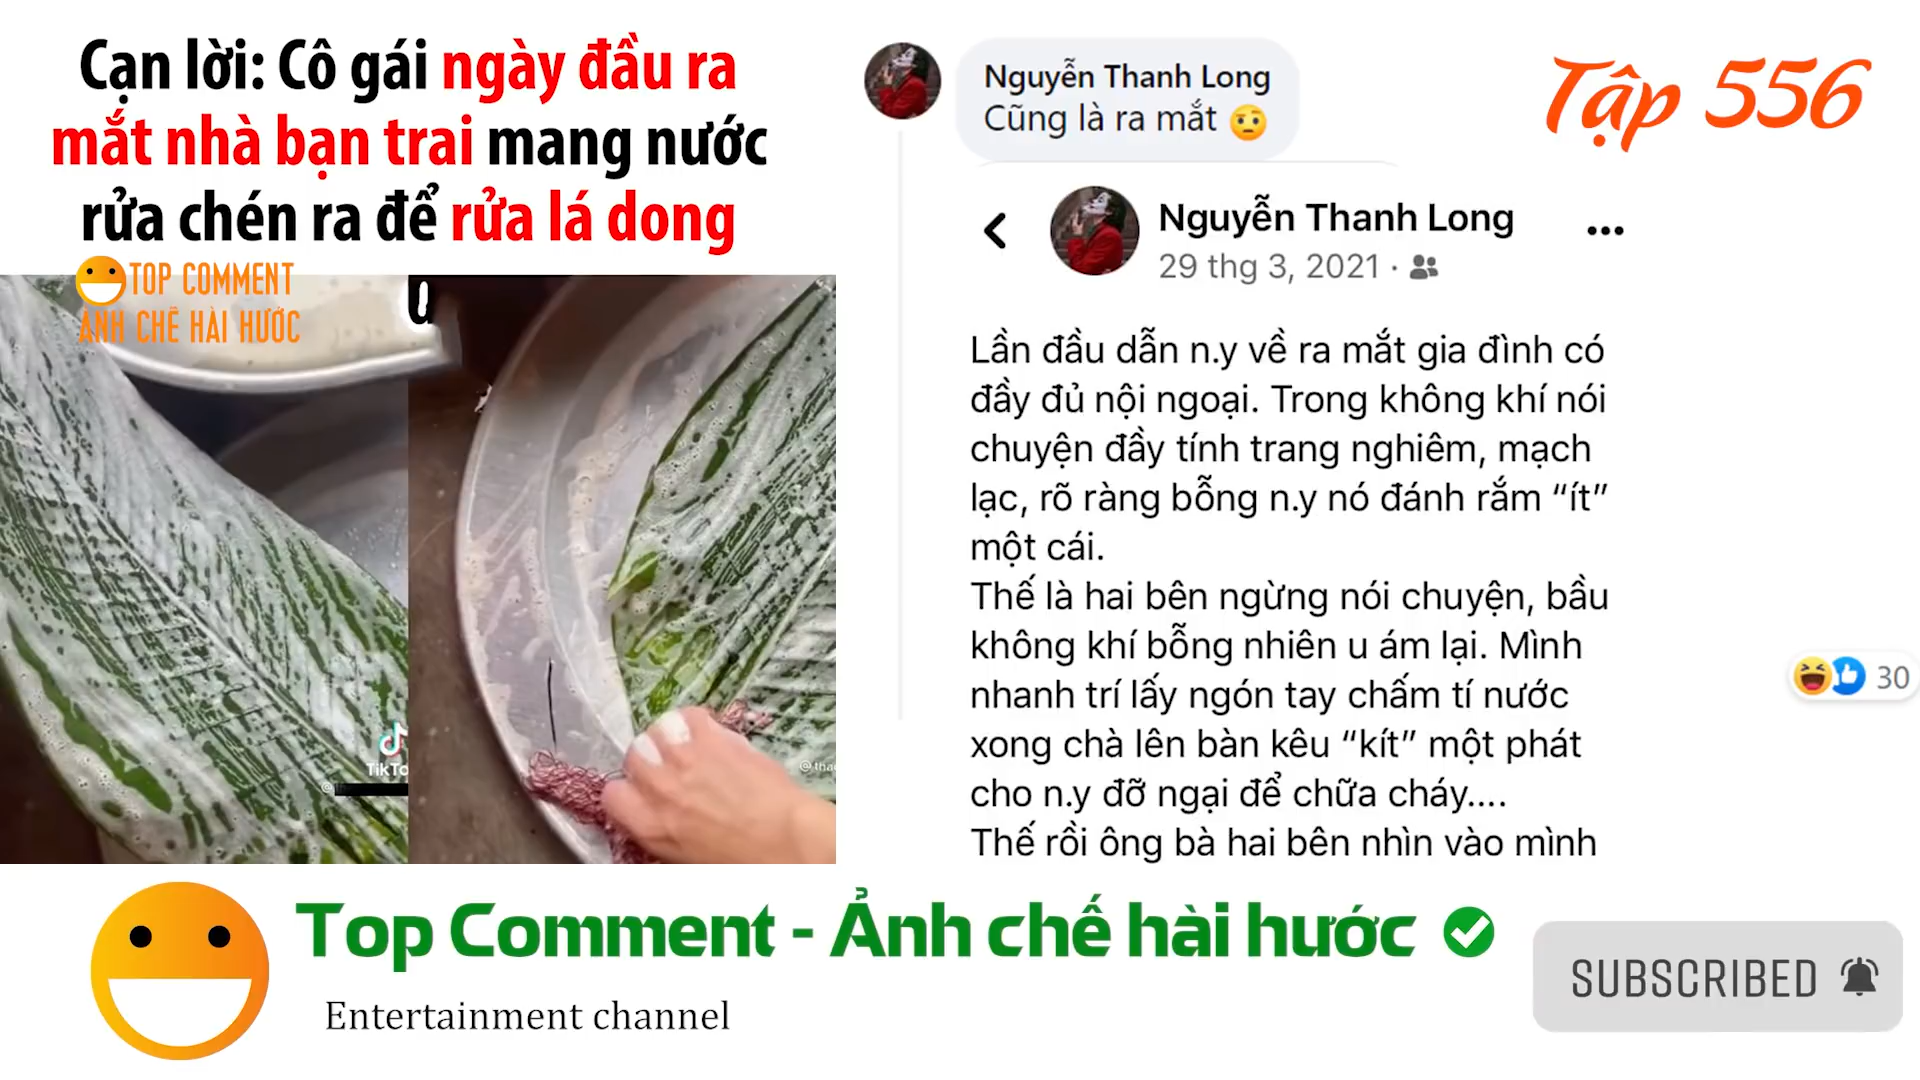 Cạn lời: Cô gái ngày đầu ra
mắt nhà bạn trai mang nước
rửa chén ra để rửa lá dong
TOP COMMENT
ẢNH CHẾ HÀI HƯỚC
TikTo
@tha
Nguyễn Thanh Long
Cũng là ra mắt
Nguyễn Thanh Long
29 thg 3, 2021 ·
Lần đầu dẫn n.y về ra mắt gia đình có
đầy đủ nội ngoại. Trong không khí nói
chuyện đầy tính trang nghiêm, mạch
lạc, rõ ràng bỗng n.y nó đánh rắm “ít”
một cái.
Thế là hai bên ngừng nói chuyện, bầu
không khí bỗng nhiên u ám lại. Mình
nhanh trí lấy ngón tay chấm tí nước
xong chà lên bàn kêu “kít” một phát
cho n.y đỡ ngại để chữa cháy....
Thế rồi ông bà hai bên nhìn vào mình
30
Tập 556
Top Comment - Ảnh chế hài hước
Entertainment channel
SUBSCRIBED